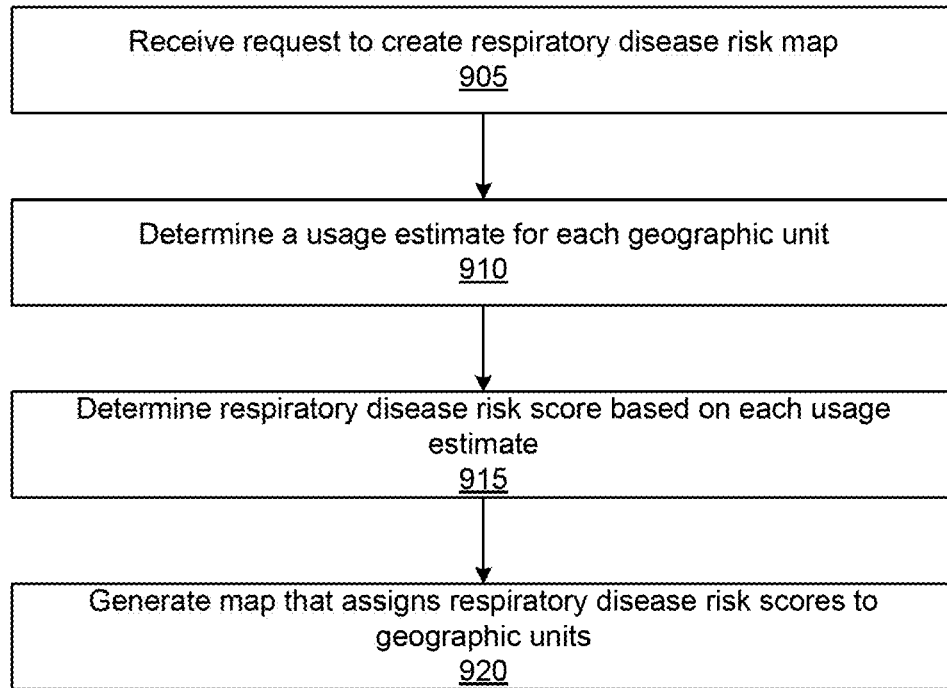 Receive request to create respiratory disease risk map
905
Determine a usage estimate for each geographic unit
910
Determine respiratory disease risk score based on each usage
estimate
915
Generate map that assigns respiratory disease risk scores to
geographic units
920